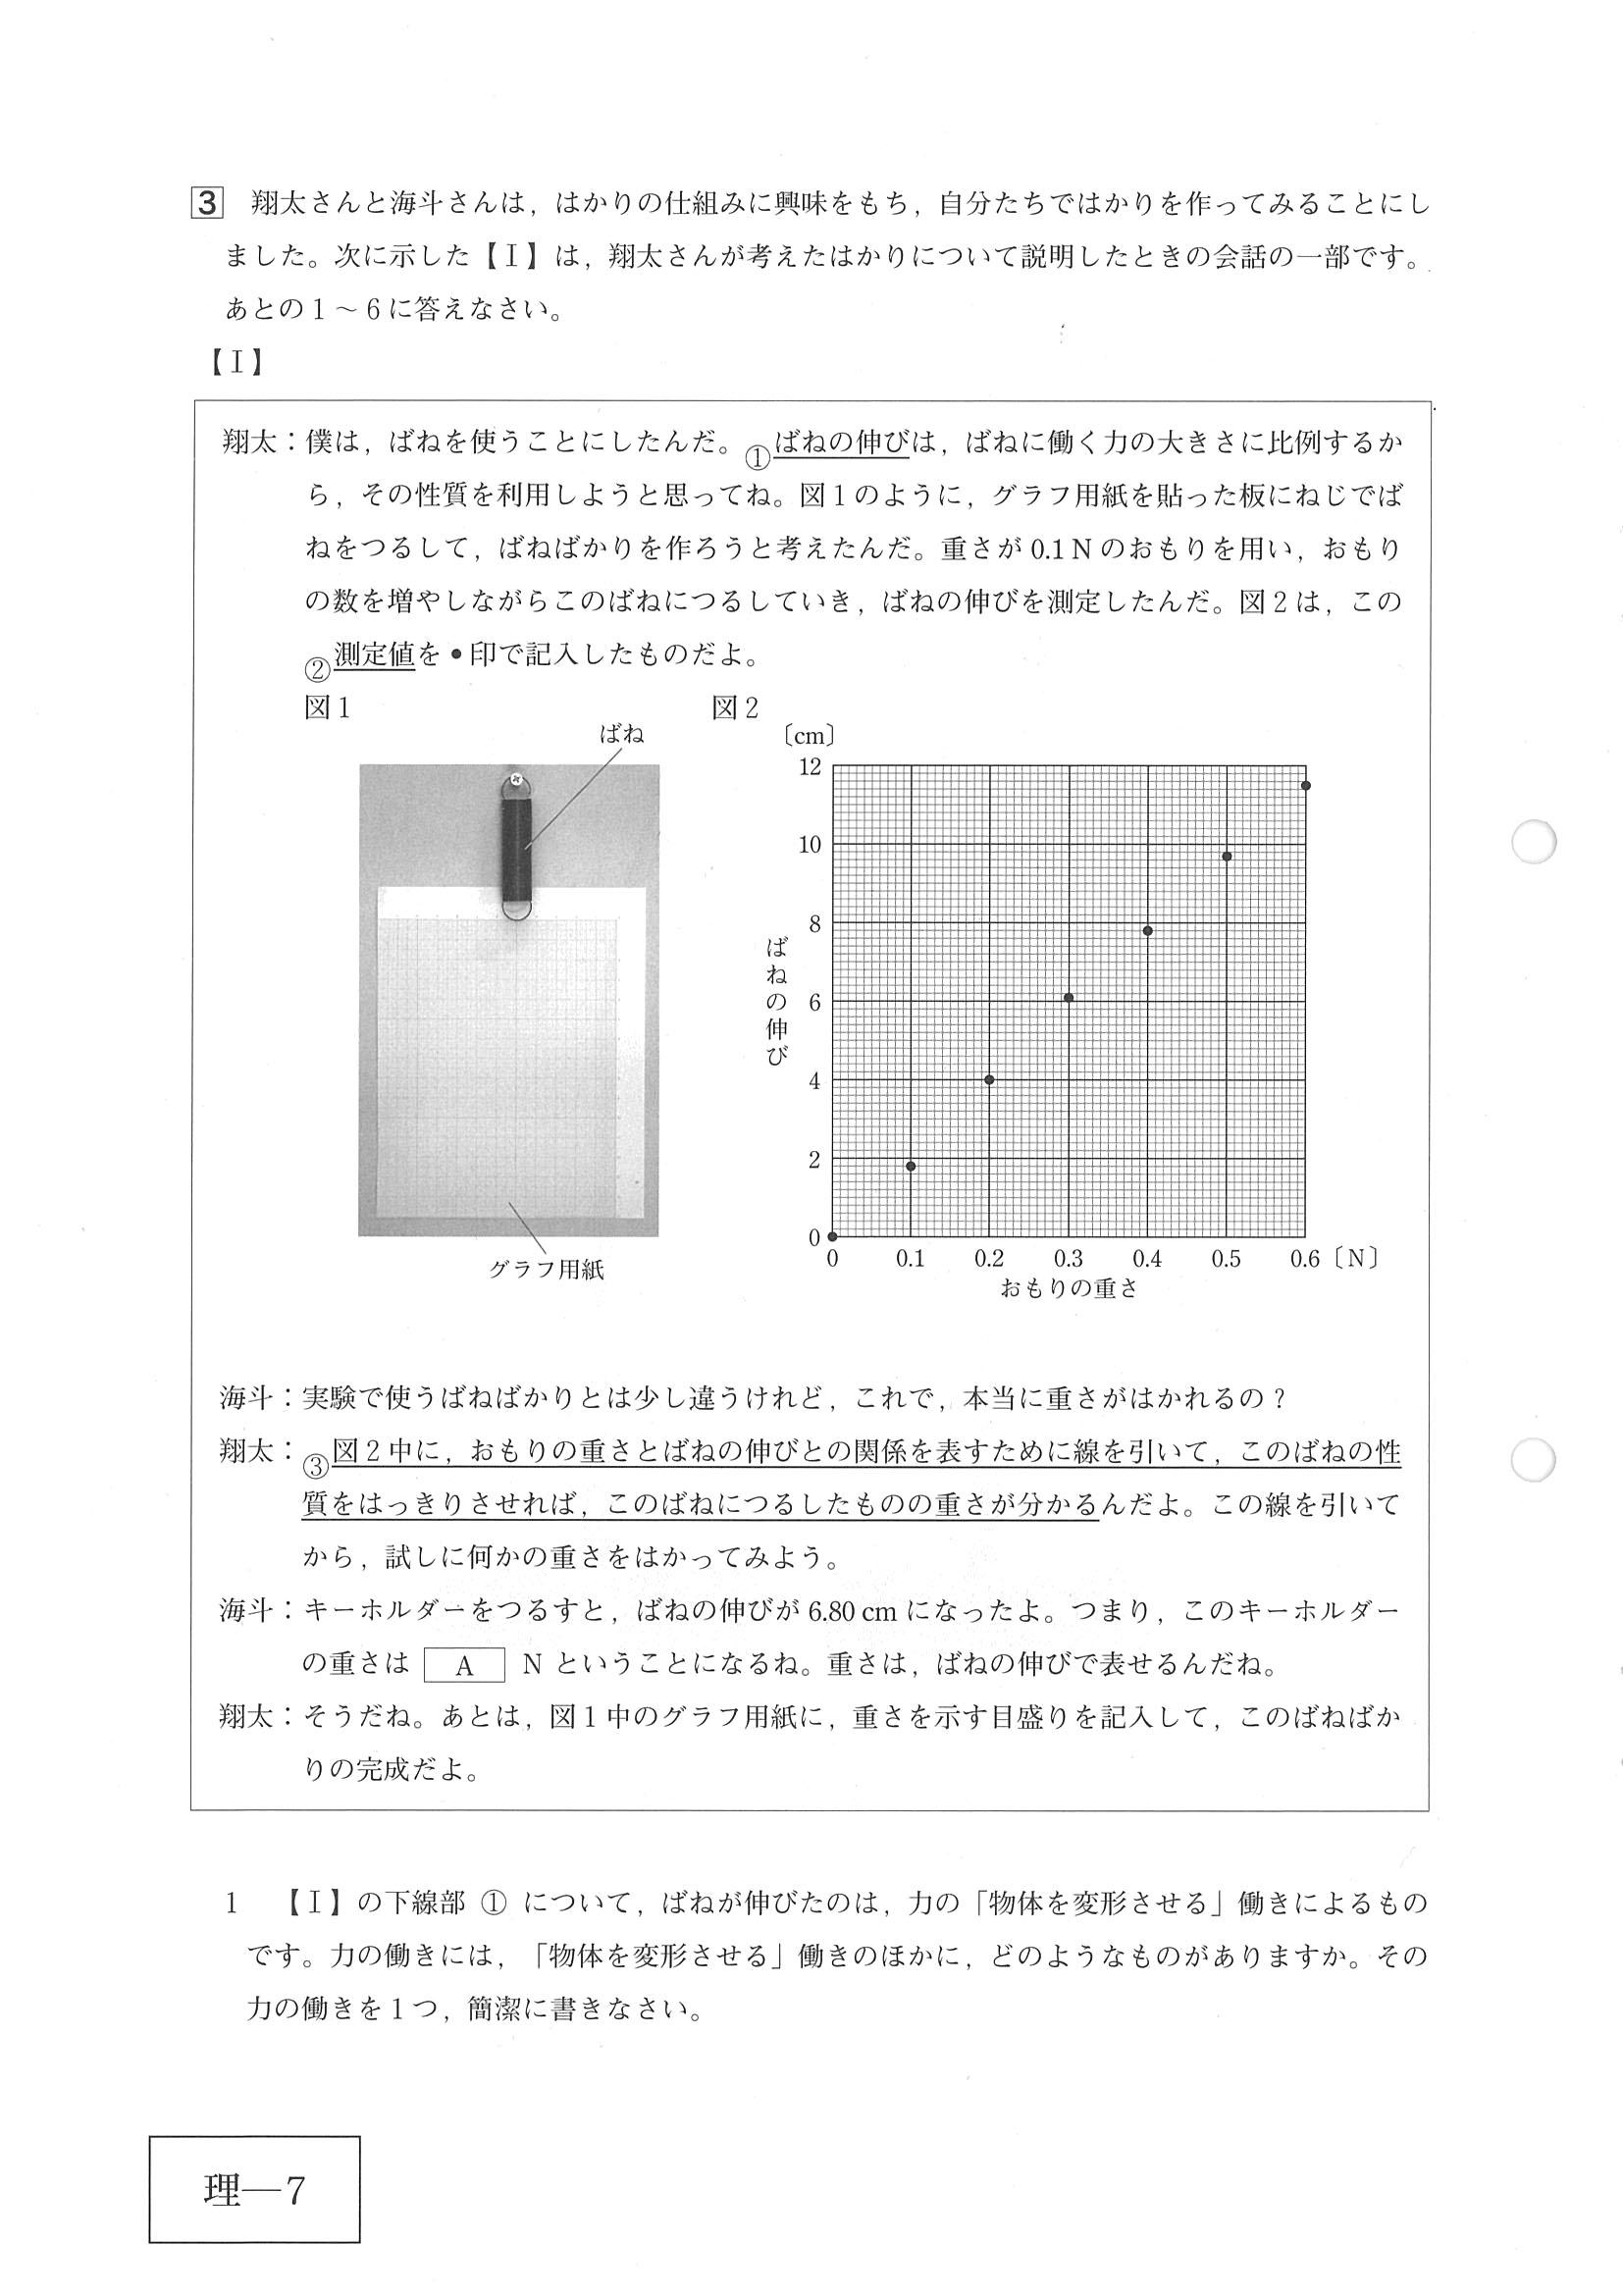 3 翔太さんと海斗さんは，はかりの仕組みに興味をもち，自分たちではかりを作ってみることにし
ました。次に示した【Ⅰ】は，翔太さんが考えたはかりについて説明したときの会話の一部です。
あとの1～6に答えなさい。
【Ⅰ】
翔太：僕は，ばねを使うことにしたんだ。①ばねの伸びは，ばねに働く力の大きさに比例するか
ら，その性質を利用しようと思ってね。図1のように，グラフ用紙を貼った板にねじでば
ねをつるして，ばねばかりを作ろうと考えたんだ。重さが0.1Nのおもりを用い，おもり
の数を増やしながらこのばねにつるしていき，ばねの伸びを測定したんだ。図2は，この
②測定値を●印で記入したものだよ。
図1
ばね
グラフ用紙
図2
〔cm〕
12
10
8
6
4
2
0
ばねの伸び
0 0.1 0.2 0.3 0.4 0.5 0.6〔N〕
おもりの重さ
海斗：実験で使うばねばかりとは少し違うけれど，これで，本当に重さがはかれるの？
翔太：③図2中に，おもりの重さとばねの伸びとの関係を表すために線を引いて，このばねの性
質をはっきりさせれば，このばねにつるしたものの重さが分かるんだよ。この線を引いて
から，試しに何かの重さをはかってみよう。
海斗：キーホルダーをつるすと，ばねの伸びが6.80cmになったよ。つまり，このキーホルダー
の重さは A Nということになるね。重さは，ばねの伸びで表せるんだね。
翔太：そうだね。あとは，図1中のグラフ用紙に，重さを示す目盛りを記入して，このばねばか
りの完成だよ。
1 【Ⅰ】の下線部①について，ばねが伸びたのは，力の「物体を変形させる」働きによるもの
です。力の働きには，「物体を変形させる」働きのほかに，どのようなものがありますか。その
力の働きを1つ，簡潔に書きなさい。
理―7